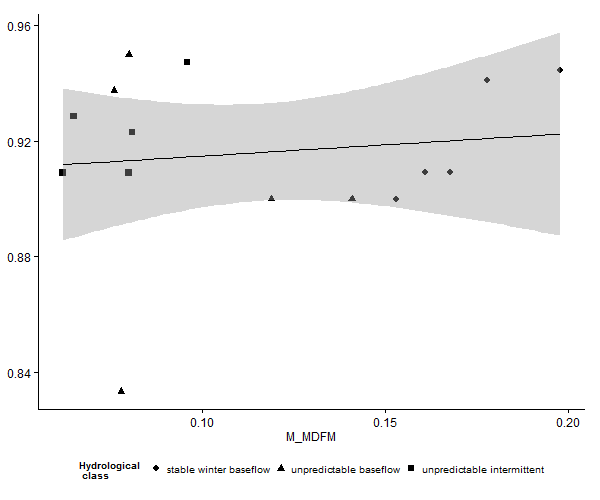 0.96
0.92
0.88
0.84
0.10 0.15 0.20
M_MDFM
Hydrological
class
stable winter baseflow unpredictable baseflow unpredictable intermittent